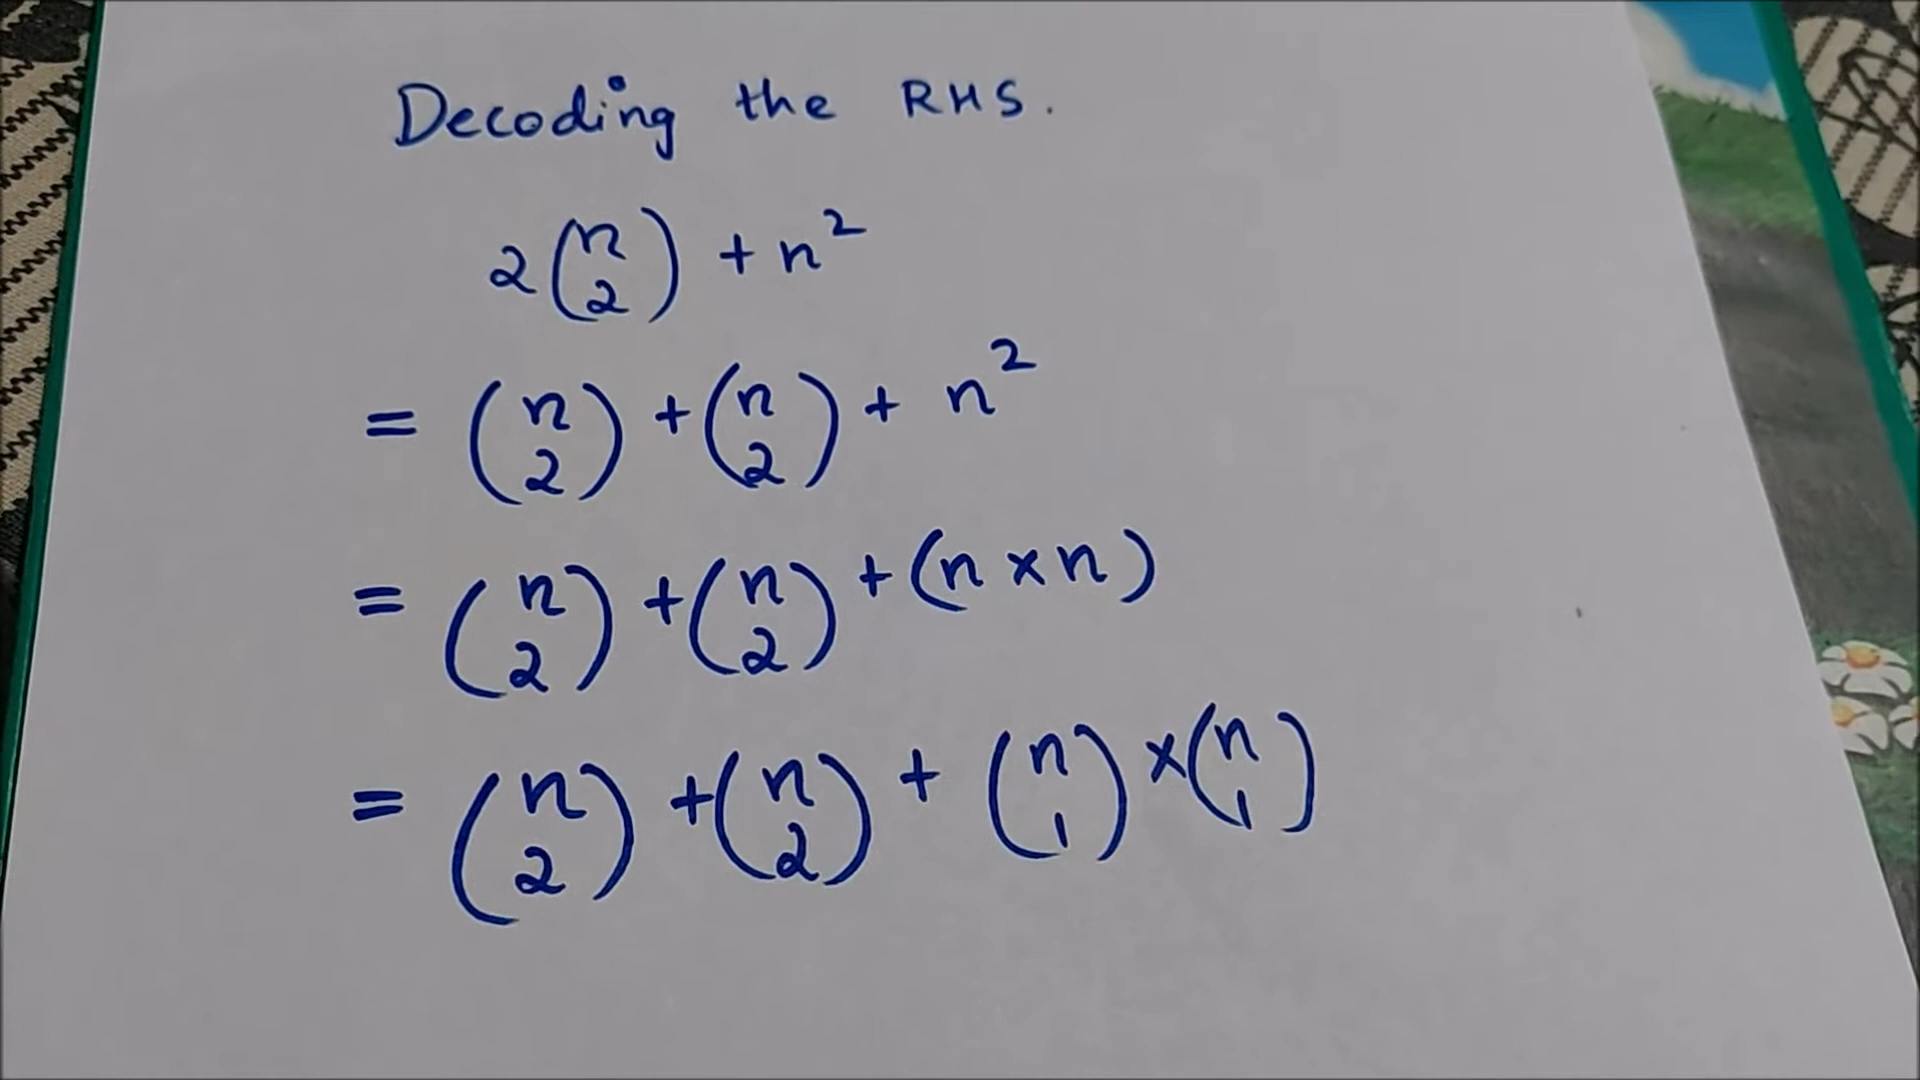 Decoding the RHS.
2(n 2) + n²
= (n 2) + (n 2) + n²
= (n 2) + (n 2) + (n × n)
= (n 2) + (n 2) + (n 1) × (n 1)